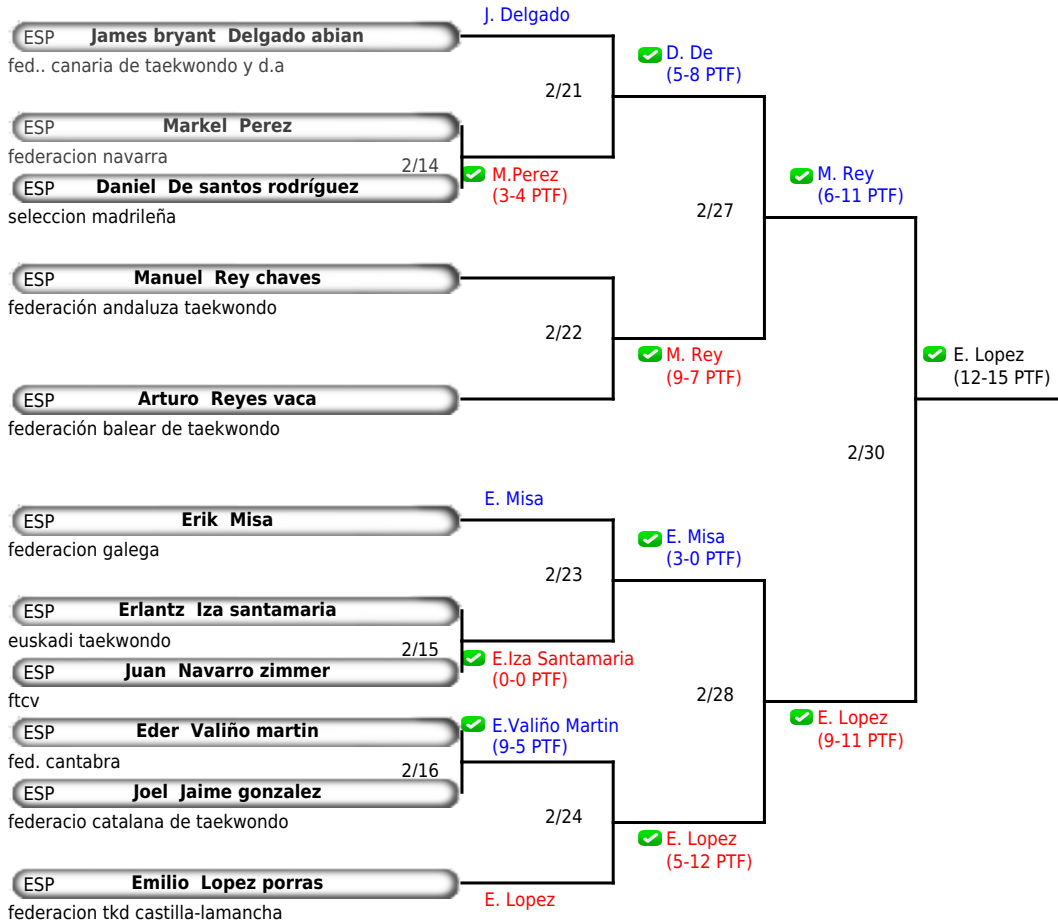 J. Delgado
ESP James bryant Delgado abian
fed.. canaria de taekwondo y d.a
D. De
(5-8 PTF)
2/21
ESP Markel Perez
federacion navarra
2/14
M.Perez
(3-4 PTF)
ESP Daniel De santos rodríguez
seleccion madrileña
M. Rey
(6-11 PTF)
2/27
ESP Manuel Rey chaves
federación andaluza taekwondo
2/22
M. Rey
(9-7 PTF)
E. Lopez
(12-15 PTF)
ESP Arturo Reyes vaca
federación balear de taekwondo
2/30
E. Misa
ESP Erik Misa
federacion galega
E. Misa
(3-0 PTF)
2/23
ESP Erlantz Iza santamaria
euskadi taekwondo
2/15
E.Iza Santamaria
(0-0 PTF)
ESP Juan Navarro zimmer
ftcv
2/28
E. Lopez
(9-11 PTF)
ESP Eder Valiño martin
fed. cantabra
E.Valiño Martin
(9-5 PTF)
2/16
ESP Joel Jaime gonzalez
federacio catalana de taekwondo
2/24
E. Lopez
(5-12 PTF)
ESP Emilio Lopez porras
federacion tkd castilla-lamancha
E. Lopez